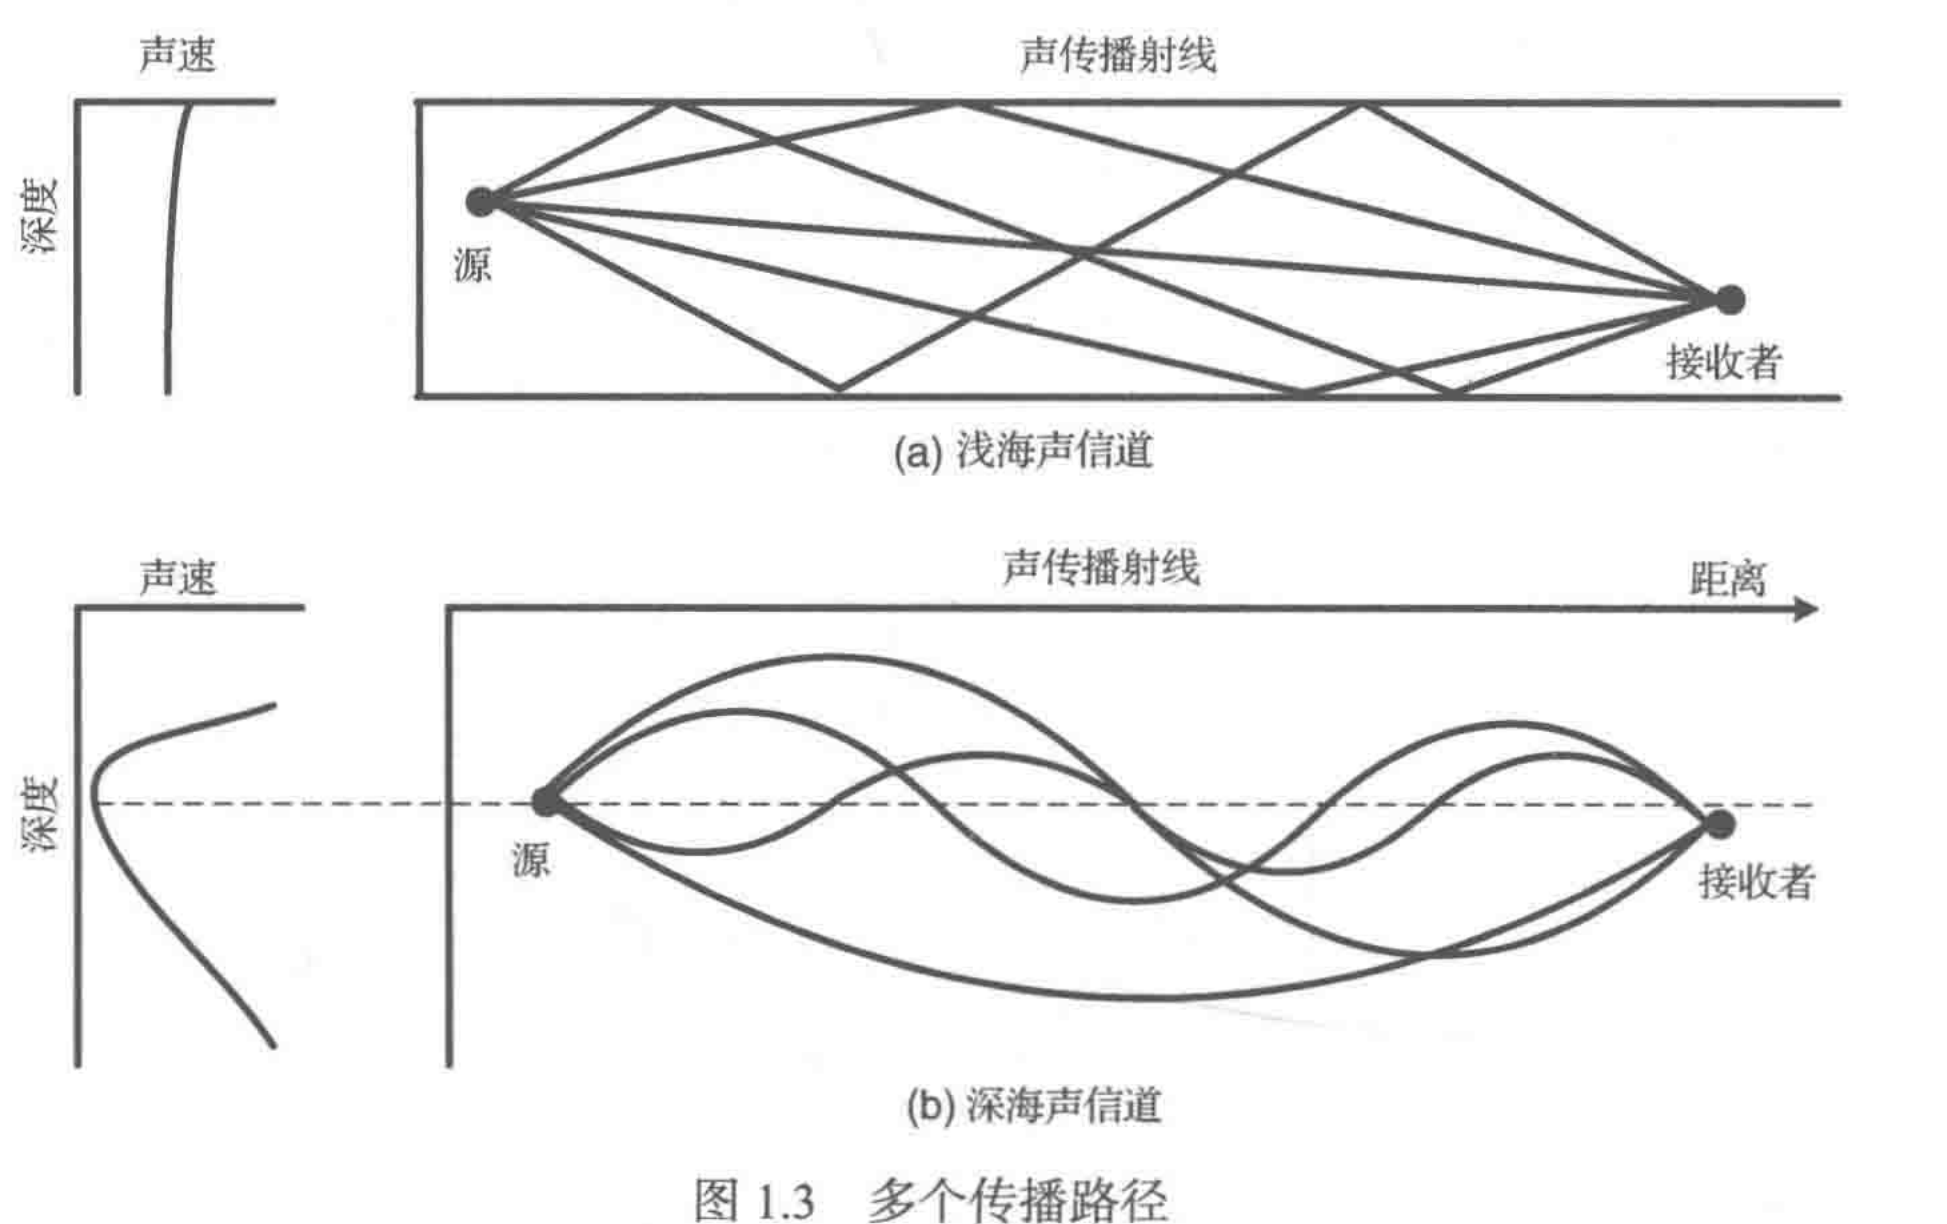 声速
声传播射线
深度
源
接收者
(a) 浅海声信道
声速
声传播射线
距离
深度
源
接收者
(b) 深海声信道
图 1.3 多个传播路径